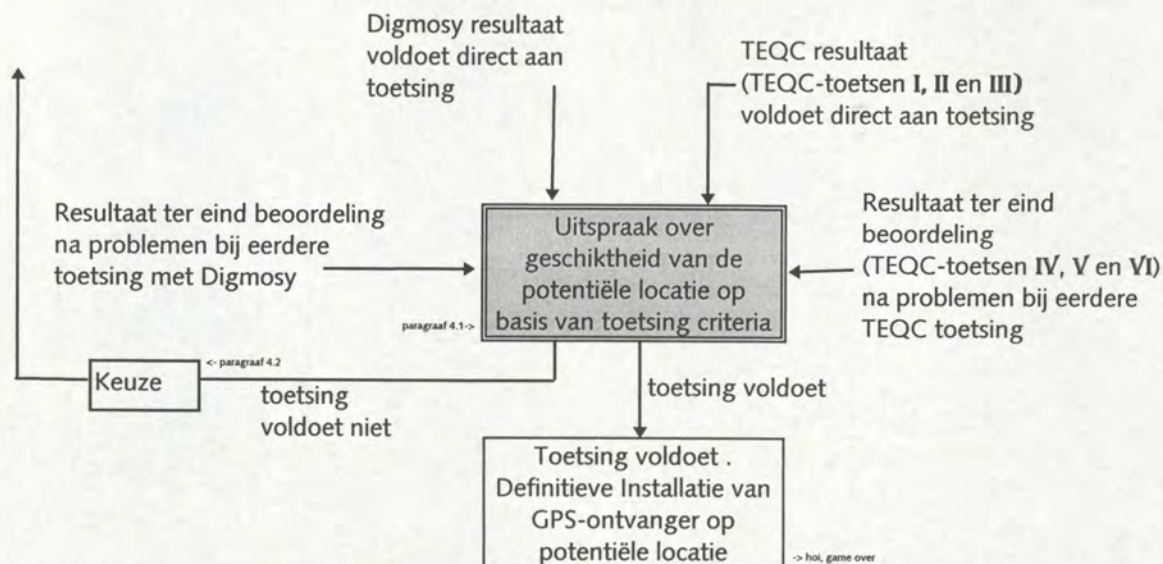 Digmosy resultaat
voldoet direct aan
toetsing
TEQC resultaat
(TEQC-toetsen I, II en III)
voldoet direct aan toetsing
Resultaat ter eind beoordeling
na problemen bij eerdere
toetsing met Digmosy
Uitspraak over
geschiktheid van de
potentiële locatie op
basis van toetsing criteria
Resultaat ter eind
beoordeling
(TEQC-toetsen IV, V en VI)
na problemen bij eerdere
TEQC toetsing
paragraaf 4.1->
<- paragraaf 4.2
Keuze
toetsing
voldoet niet
toetsing voldoet
Toetsing voldoet .
Definitieve Installatie van
GPS-ontvanger op
potentiële locatie
-> hoi, game over